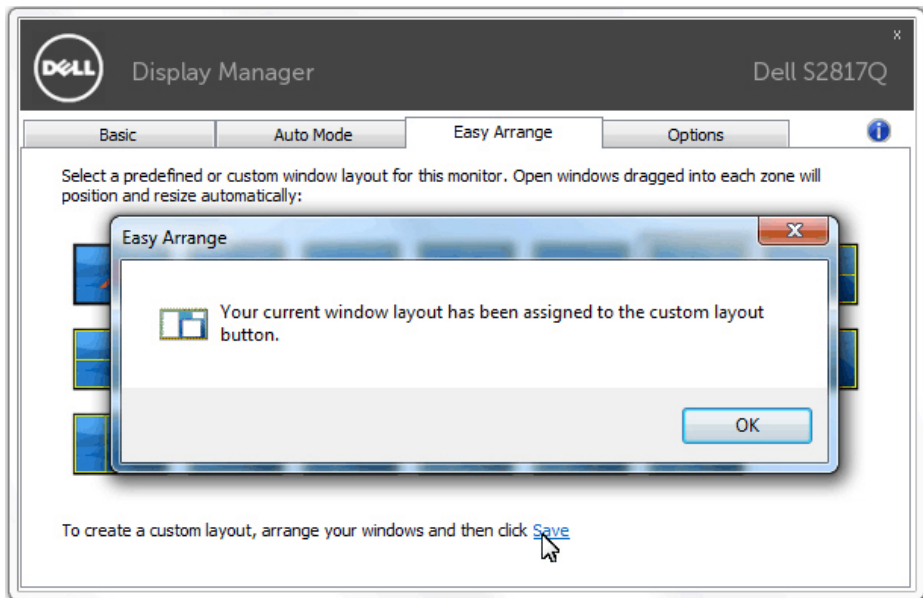 x
DELL
Display Manager
Dell S2817Q
Basic
Auto Mode
Easy Arrange
Options
i
Select a predefined or custom window layout for this monitor. Open windows dragged into each zone will
position and resize automatically:
Easy Arrange
x
Your current window layout has been assigned to the custom layout
button.
OK
To create a custom layout, arrange your windows and then click Save